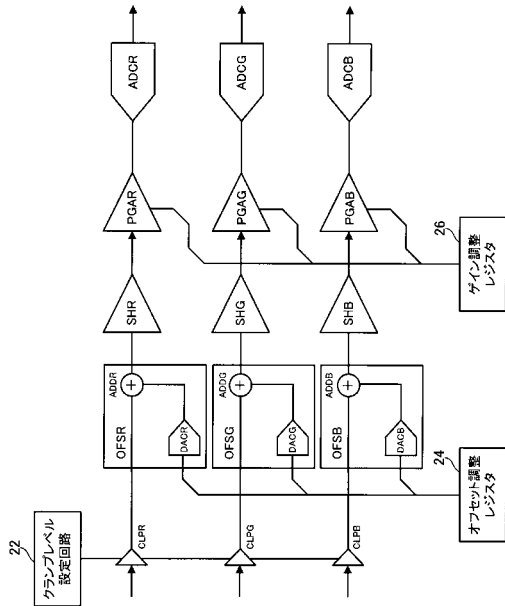 22
クランプレベル
設定回路
CLPR
CLPG
CLPB
OFSR
ADDR
DACR
OFSG
ADDG
DACG
OFSB
ADDB
DACB
24
オフセット調整
レジスタ
SHR
SHG
SHB
PGAR
PGAG
PGAB
26
ゲイン調整
レジスタ
ADCR
ADCG
ADCB